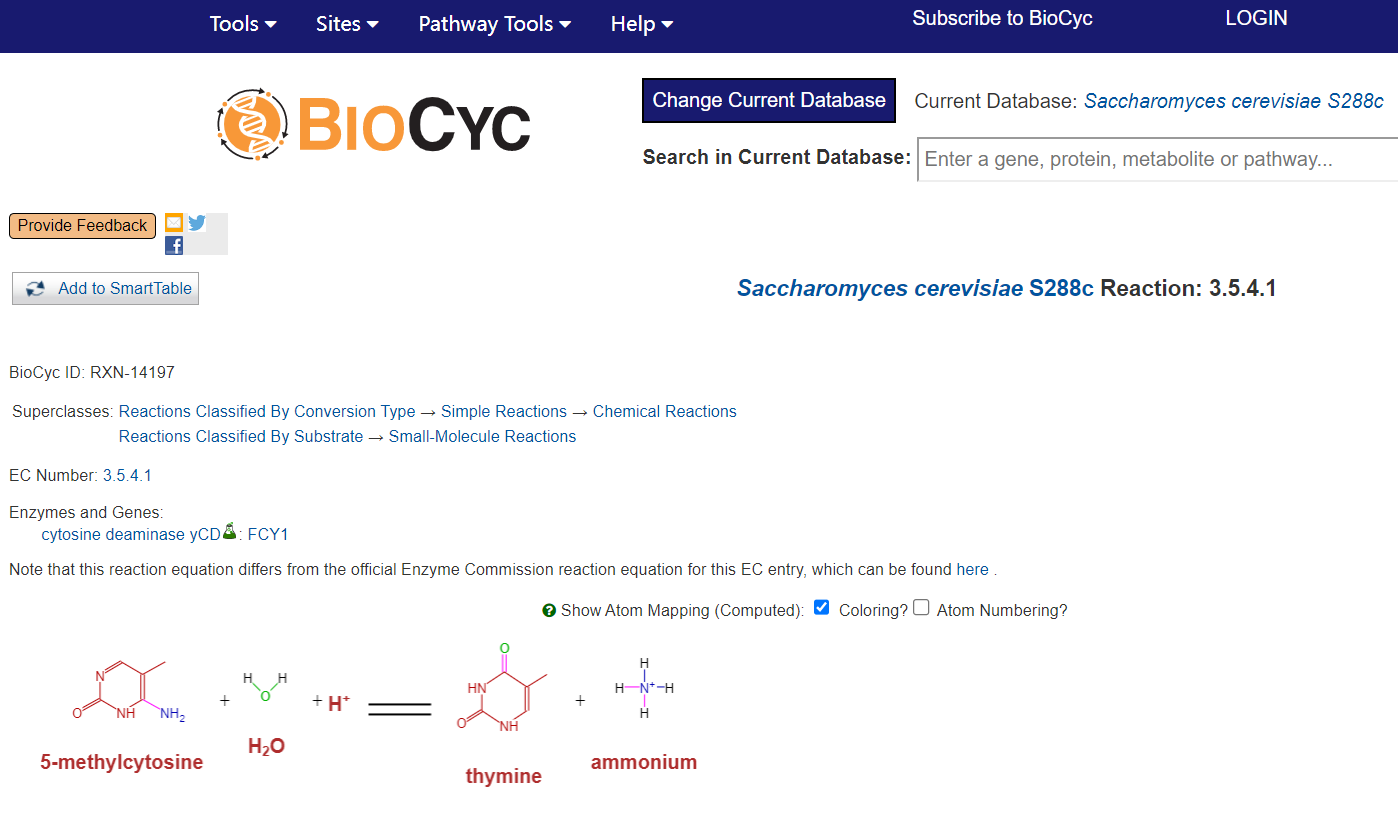 Tools Sites Pathway Tools Help Subscribe to BioCyc LOGIN
BIOCYC
Change Current Database Current Database: Saccharomyces cerevisiae S288c
Search in Current Database: Enter a gene, protein, metabolite or pathway...
Provide Feedback
f
Add to SmartTable
Saccharomyces cerevisiae S288c Reaction: 3.5.4.1
BioCyc ID: RXN-14197
Superclasses: Reactions Classified By Conversion Type → Simple Reactions → Chemical Reactions
Reactions Classified By Substrate → Small-Molecule Reactions
EC Number: 3.5.4.1
Enzymes and Genes:
cytosine deaminase yCD : FCY1
Note that this reaction equation differs from the official Enzyme Commission reaction equation for this EC entry, which can be found here .
? Show Atom Mapping (Computed): Coloring? Atom Numbering?
N O NH NH₂
+
H H O
+ H⁺
O HN O NH
+
H H N⁺ H H
5-methylcytosine
H₂O
thymine
ammonium